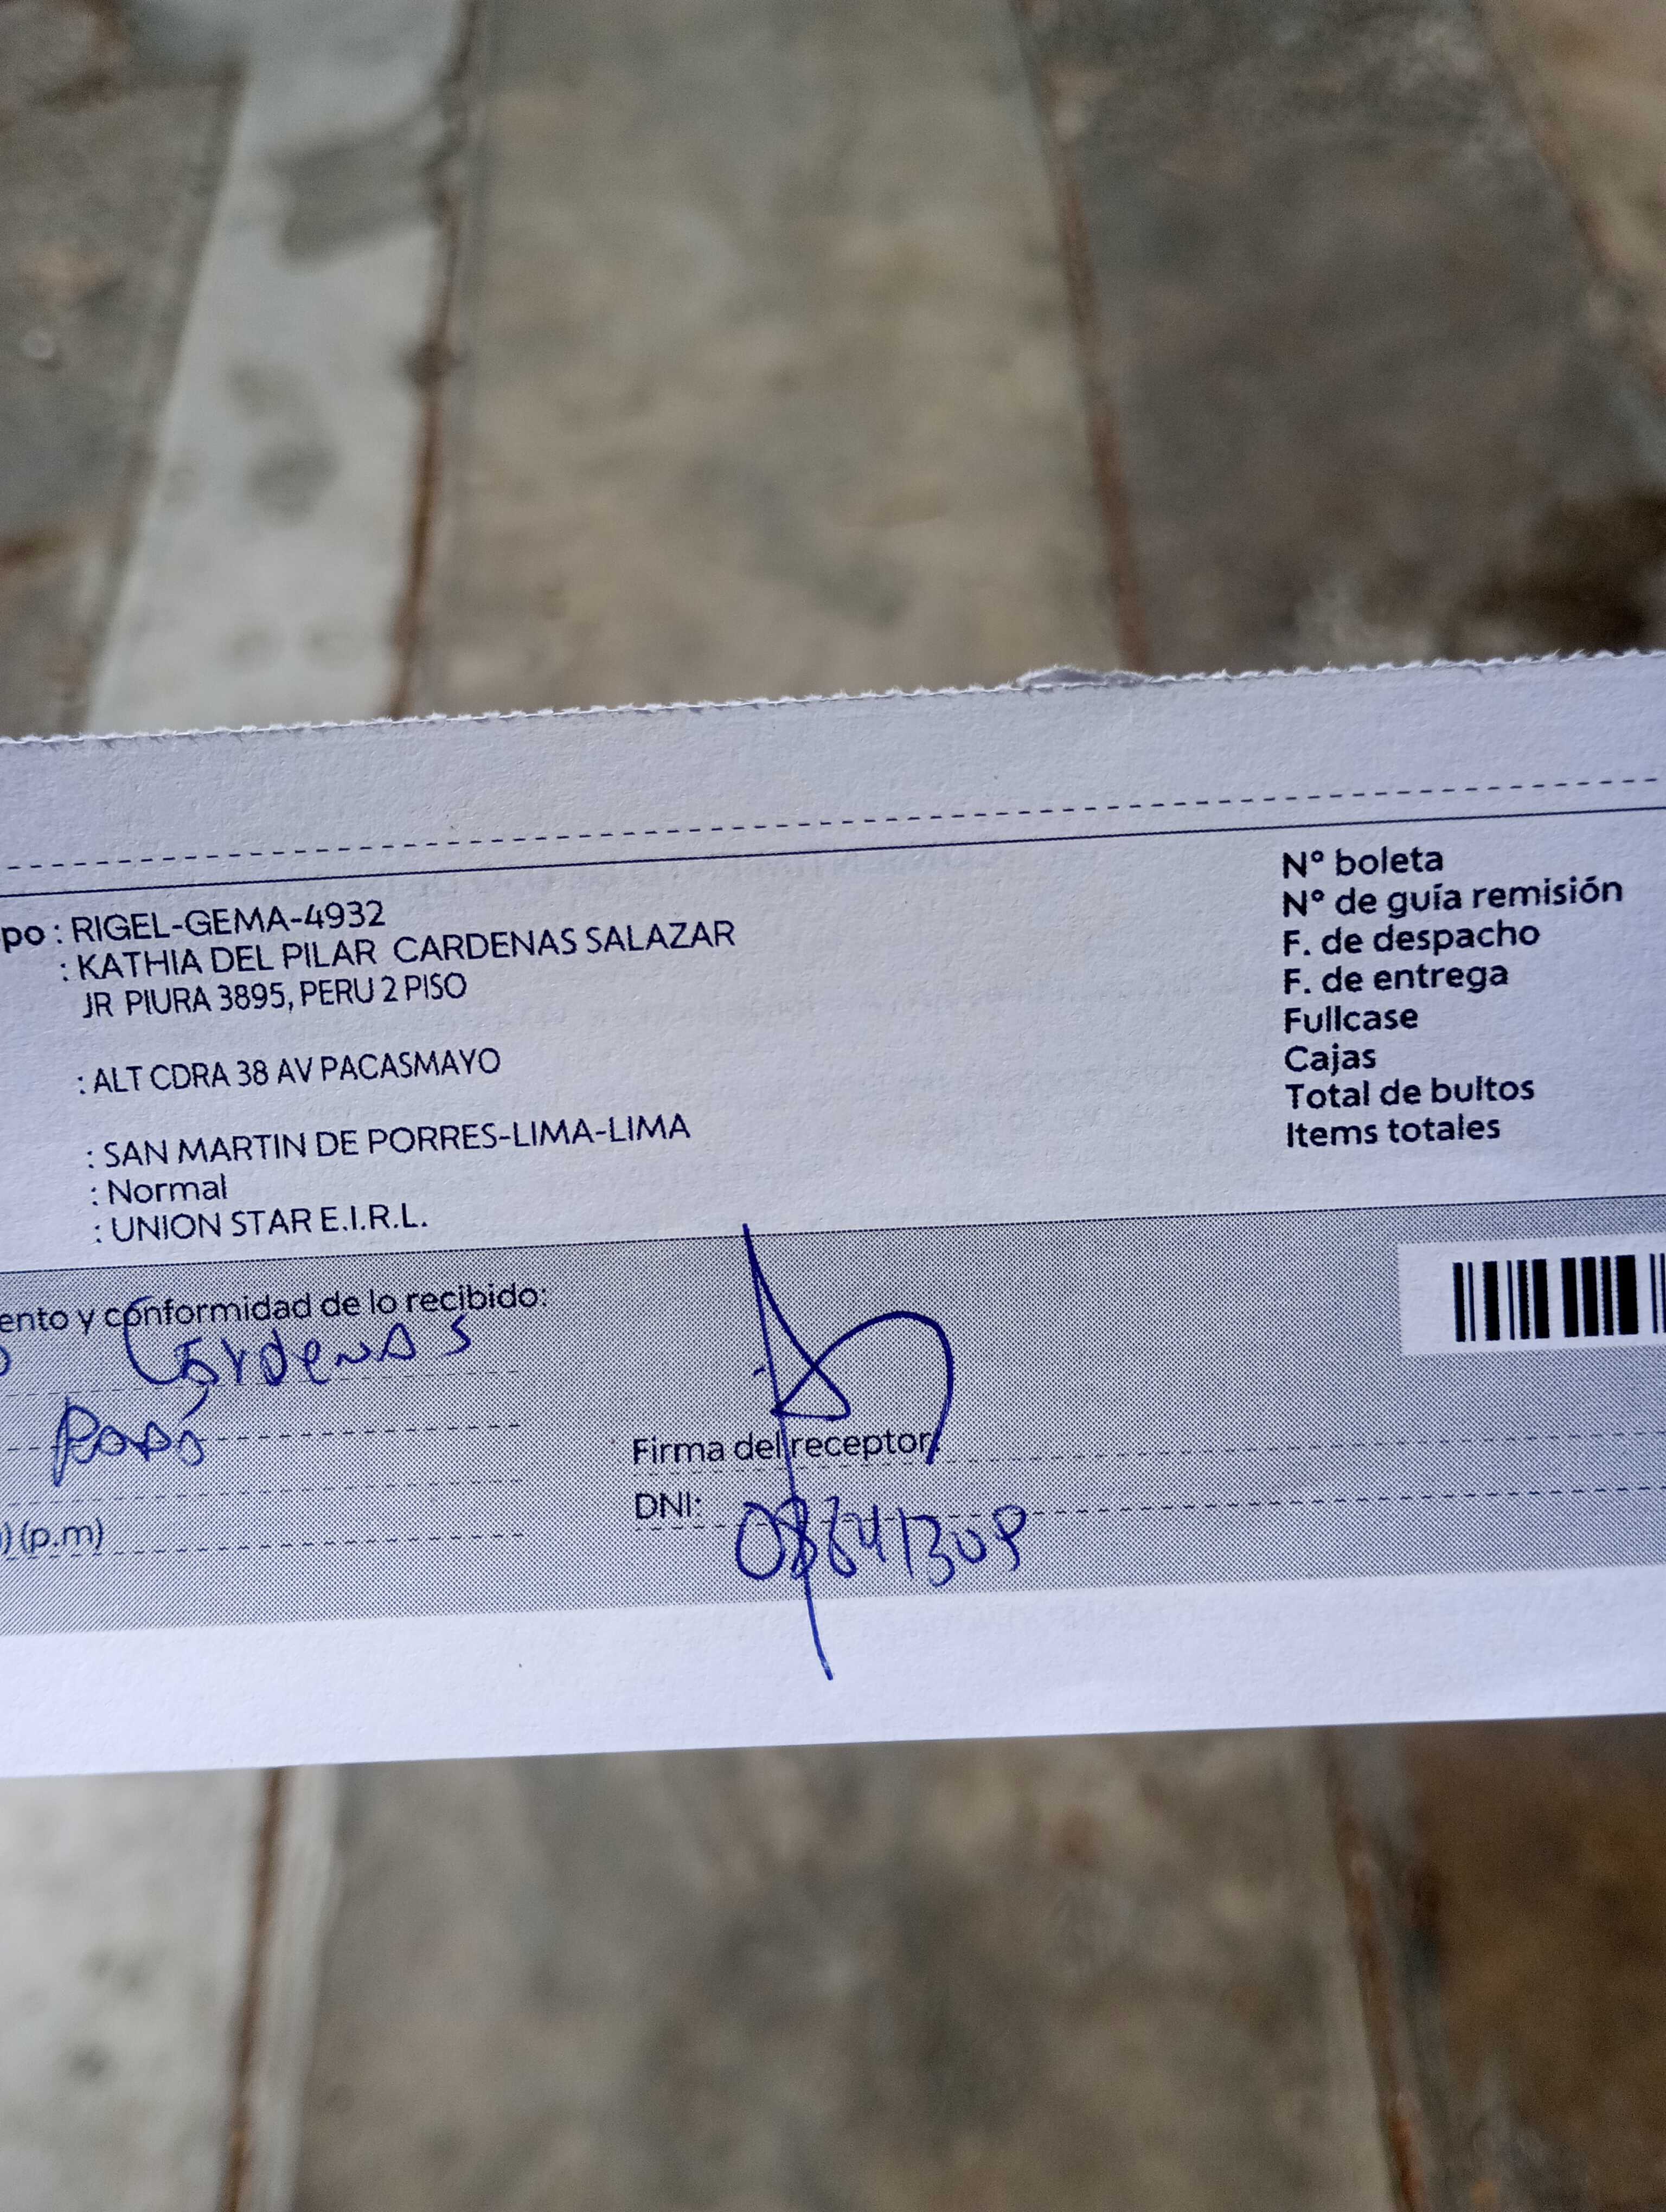 po : RIGEL-GEMA-4932
: KATHIA DEL PILAR CARDENAS SALAZAR
JR PIURA 3895, PERU 2 PISO
: ALT CDRA 38 AV PACASMAYO
: SAN MARTIN DE PORRES-LIMA-LIMA
: Normal
: UNION STAR E.I.R.L.
N° boleta
N° de guía remisión
F. de despacho
F. de entrega
Fullcase
Cajas
Total de bultos
Items totales
ento y conformidad de lo recibido:
Cárdenas
Papá
Firma del receptor:
DNI:
) (p.m)